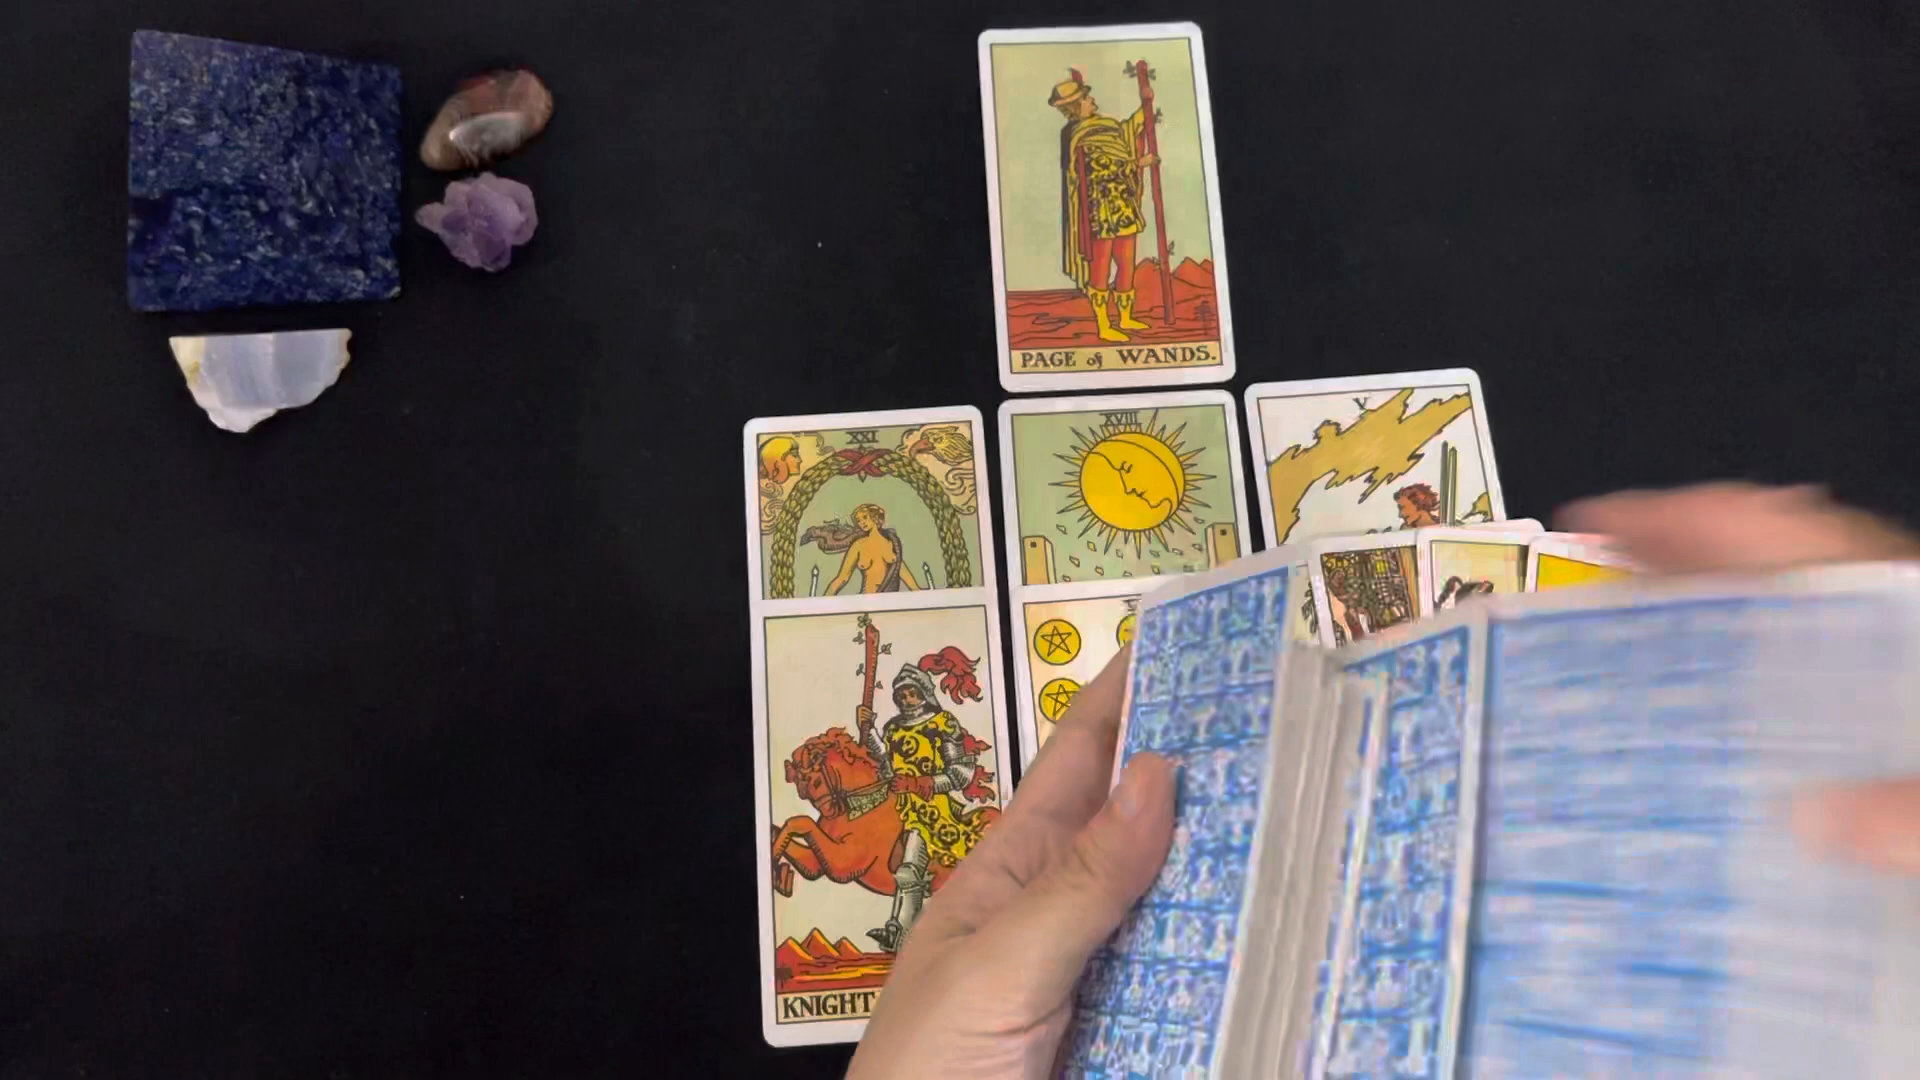 PAGE of WANDS.
XXI
XVIII
V
KNIGHT